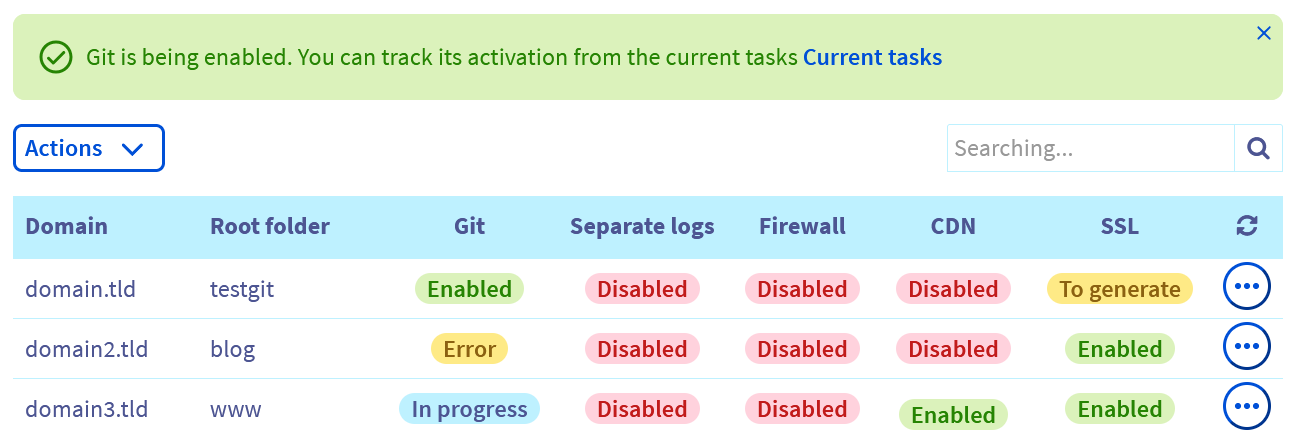 Git is being enabled. You can track its activation from the current tasks Current tasks
Actions
Searching...
Domain Root folder Git Separate logs Firewall CDN SSL
domain.tld testgit Enabled Disabled Disabled Disabled To generate
domain2.tld blog Error Disabled Disabled Disabled Enabled
domain3.tld www In progress Disabled Disabled Enabled Enabled